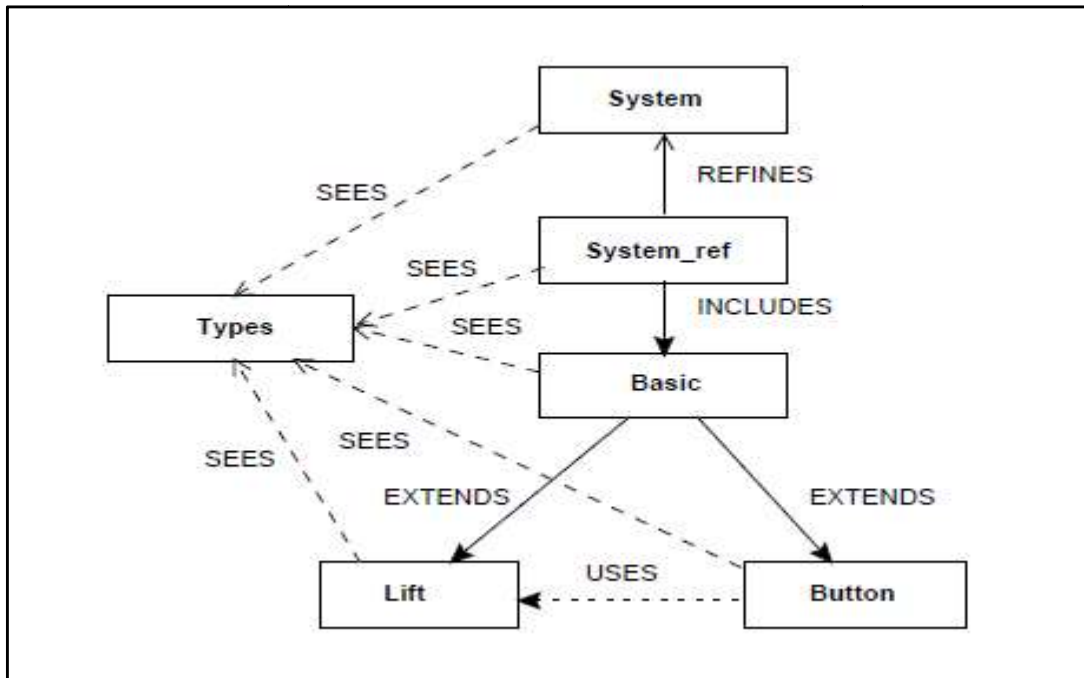 System
SEES
REFINES
System_ref
SEES
INCLUDES
Types
SEES
Basic
SEES
SEES
EXTENDS
EXTENDS
USES
Lift
Button